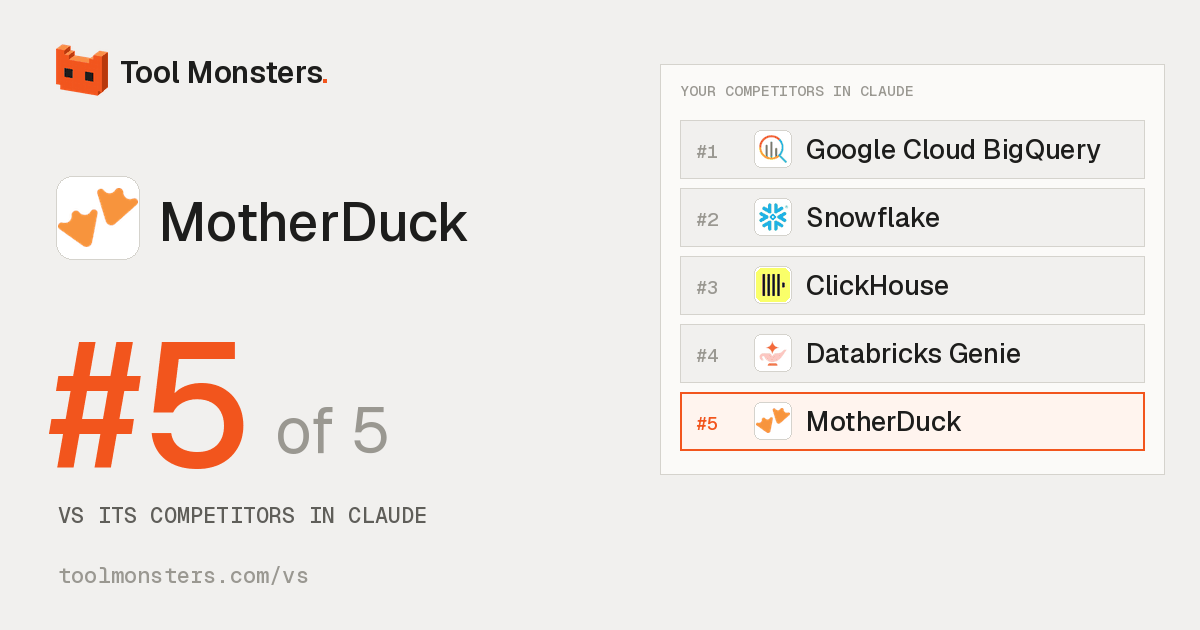 Tool Monsters.
MotherDuck
#5 of 5
VS ITS COMPETITORS IN CLAUDE
toolmonsters.com/vs
YOUR COMPETITORS IN CLAUDE
#1 Google Cloud BigQuery
#2 Snowflake
#3 ClickHouse
#4 Databricks Genie
#5 MotherDuck